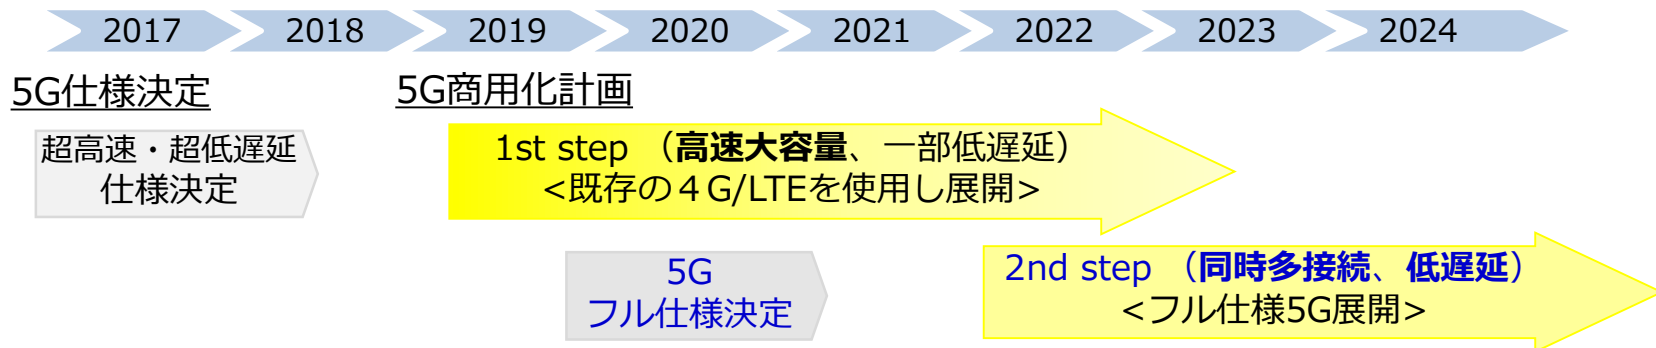 2017 2018 2019 2020 2021 2022 2023 2024
5G仕様決定
5G商用化計画
超高速・超低遅延
仕様決定
1st step （高速大容量、一部低遅延）
<既存の４G/LTEを使用し展開>
5G
フル仕様決定
2nd step （同時多接続、低遅延）
<フル仕様5G展開>